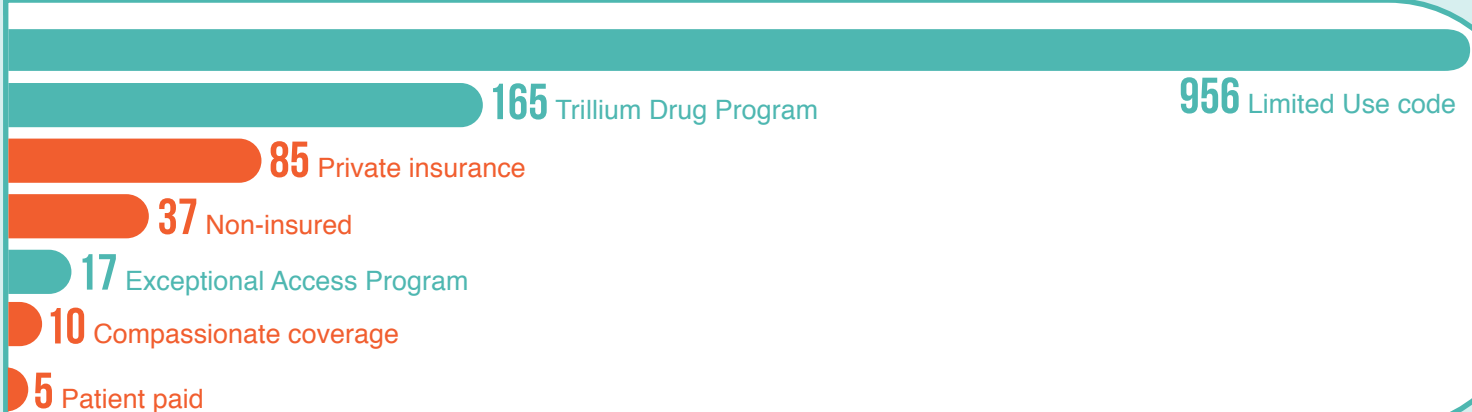 956 Limited Use code
165 Trillium Drug Program
85 Private insurance
37 Non-insured
17 Exceptional Access Program
10 Compassionate coverage
5 Patient paid